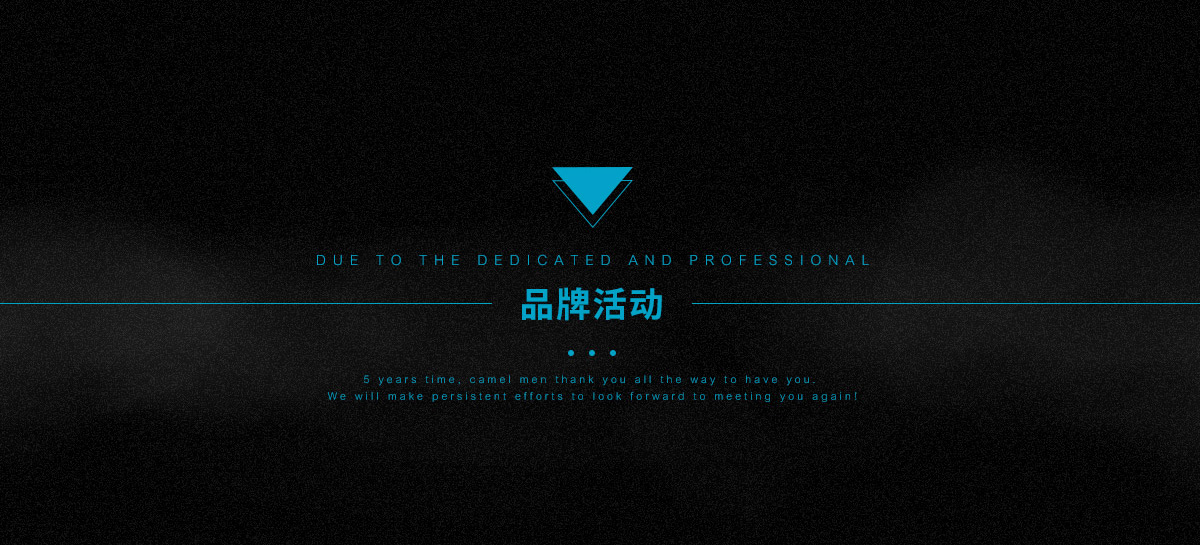 DUE TO THE DEDICATED AND PROFESSIONAL
品牌活动
5 years time, camel men thank you all the way to have you.
We will make persistent efforts to look forward to meeting you again!